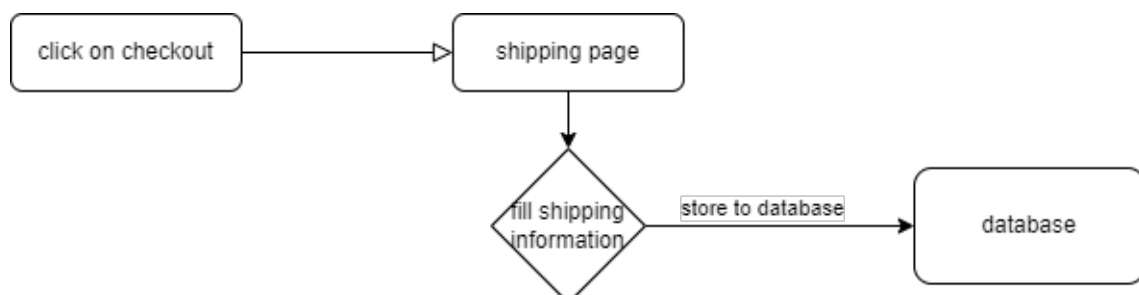 click on checkout
shipping page
fill shipping
information
store to database
database